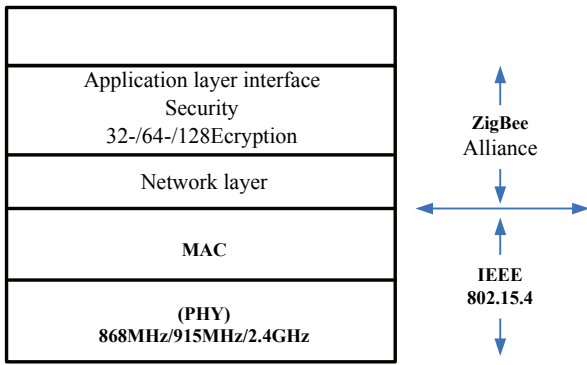 Application layer interface
Security
32-/64-/128Ecryption
Network layer
MAC
(PHY)
868MHz/915MHz/2.4GHz
ZigBee
Alliance
IEEE
802.15.4